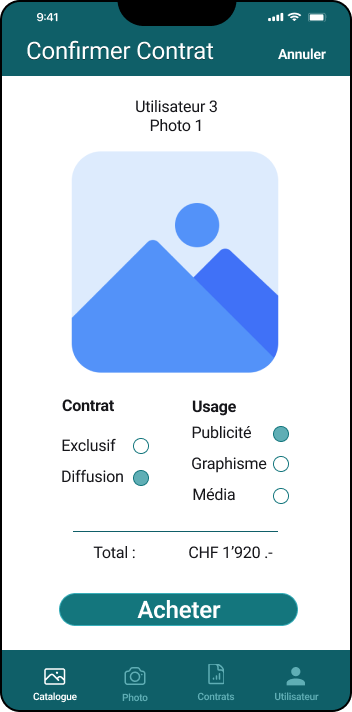 9:41
Confirmer Contrat
Annuler
Utilisateur 3
Photo 1
Contrat
Usage
Exclusif
Diffusion
Publicité
Graphisme
Média
Total :
CHF 1'920 .-
Acheter
Catalogue
Photo
Contrats
Utilisateur